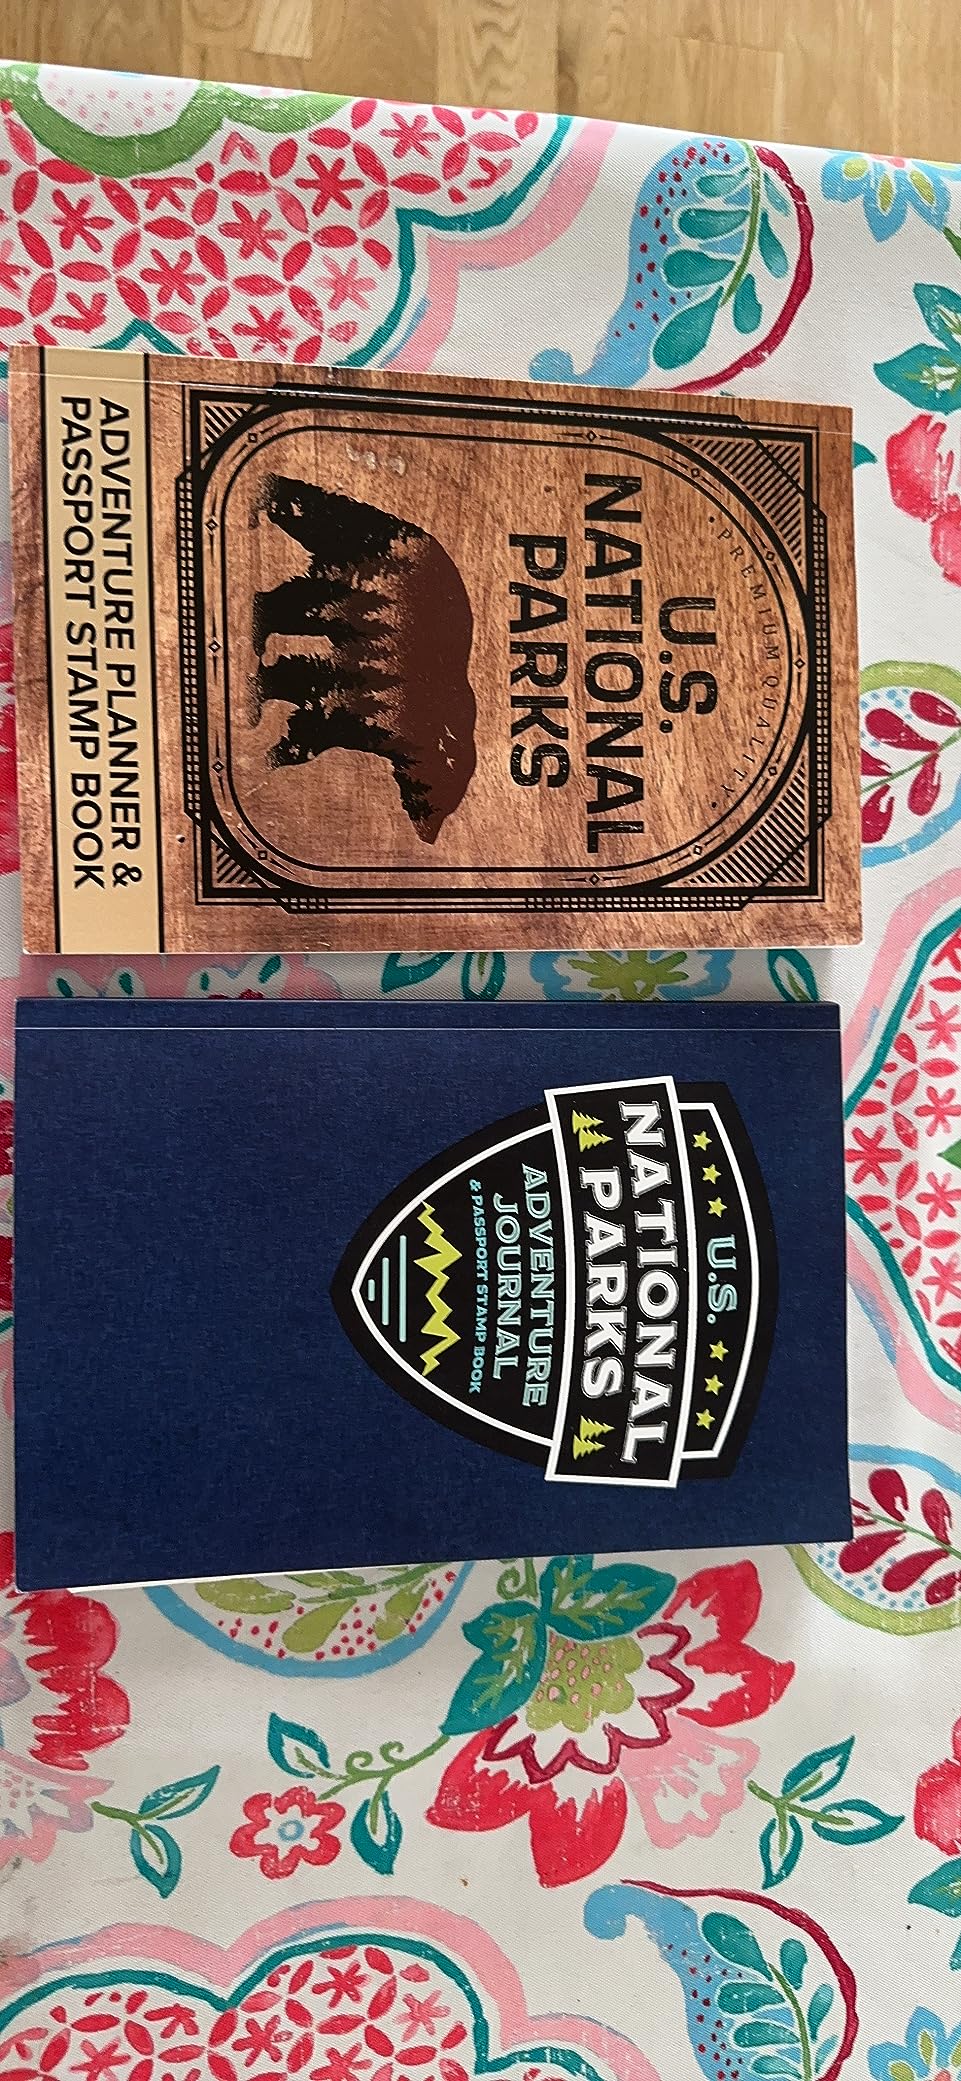 • PREMIUM QUALITY •
U.S.
NATIONAL
PARKS
ADVENTURE PLANNER &
PASSPORT STAMP BOOK
U.S.
NATIONAL
PARKS
ADVENTURE
JOURNAL
& PASSPORT STAMP BOOK